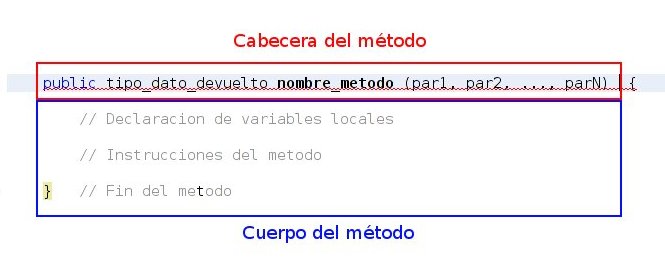 Cabecera del método
public tipo_dato_devuelto nombre_metodo (par1, par2, ..., parN) {
// Declaracion de variables locales
// Instrucciones del metodo
} // Fin del metodo
Cuerpo del método